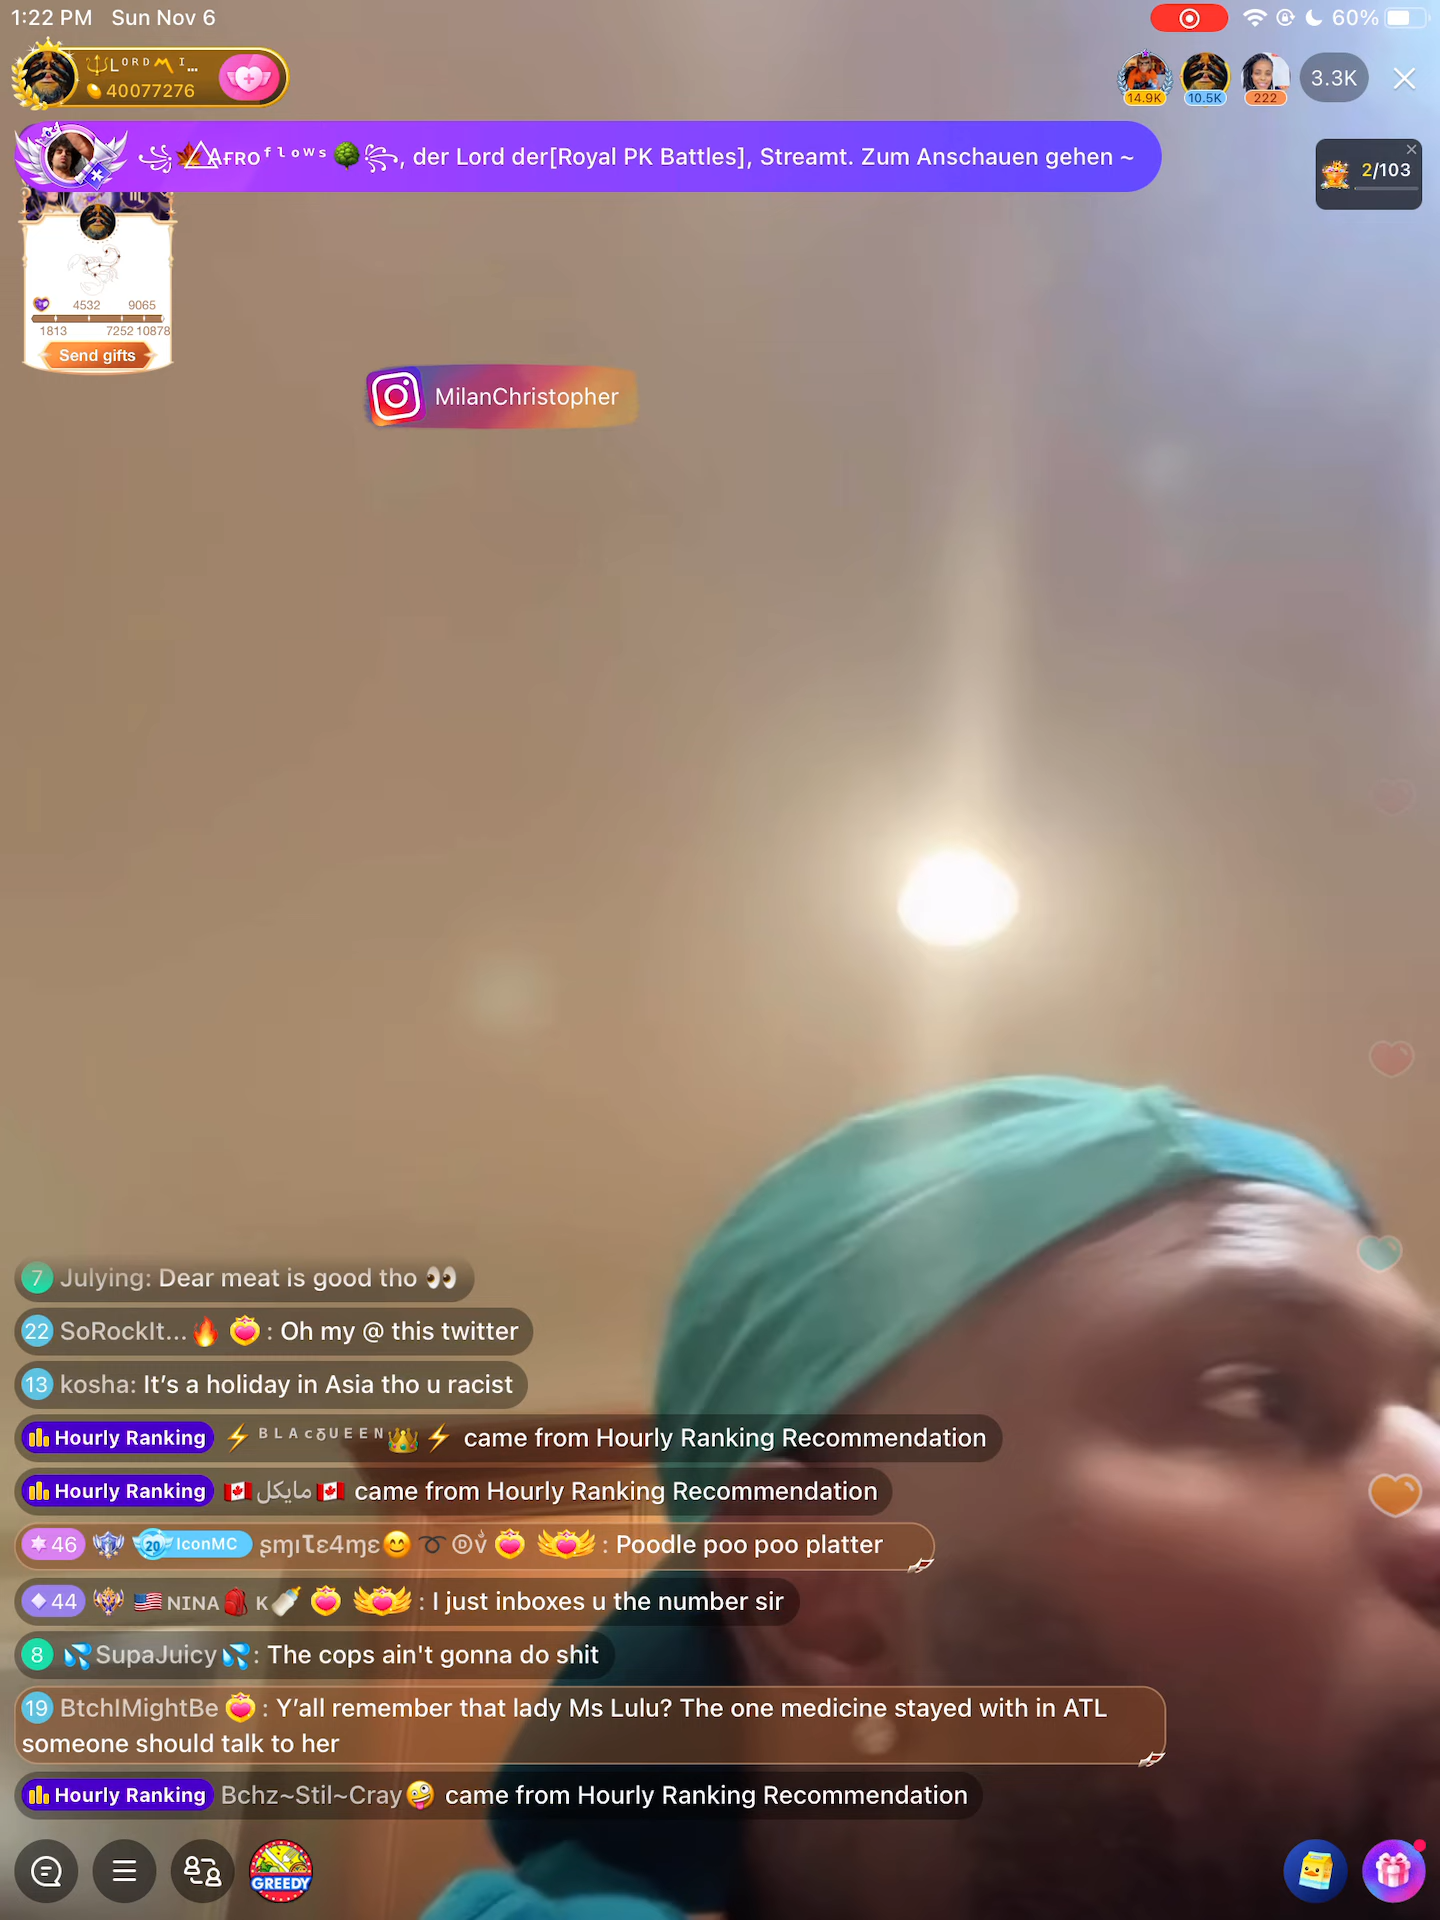 1:22 PM Sun Nov 6
60%
🔱ᴸᴼᴿᴰ〽️ ᴵ...
40077276
14.9K
10.5K
222
3.3K
꧁🍁⃤Aꜰʀᴏᶠˡᵒʷˢ🌳꧂, der Lord der[Royal PK Battles], Streamt. Zum Anschauen gehen ~
2/103
4532 9065
1813 7252 10878
Send gifts
MilanChristopher
7 Julying: Dear meat is good tho 👀
22 SoRockIt...🔥 : Oh my @ this twitter
13 kosha: It’s a holiday in Asia tho u racist
Hourly Ranking ⚡ᴮᴸᴬᶜᵟᵁᴱᴱᴺ👑⚡ came from Hourly Ranking Recommendation
Hourly Ranking 🇨🇦مايكل🇨🇦 came from Hourly Ranking Recommendation
46 20 IconMC : Poodle poo poo platter
44 🇺🇸ɴɪɴᴀ🎒ᴋ🍼 : I just inboxes u the number sir
8 💦SupaJuicy💦: The cops ain't gonna do shit
19 BtchIMightBe : Y’all remember that lady Ms Lulu? The one medicine stayed with in ATL
someone should talk to her
Hourly Ranking Bchz~Stil~Cray🤪 came from Hourly Ranking Recommendation
GREEDY